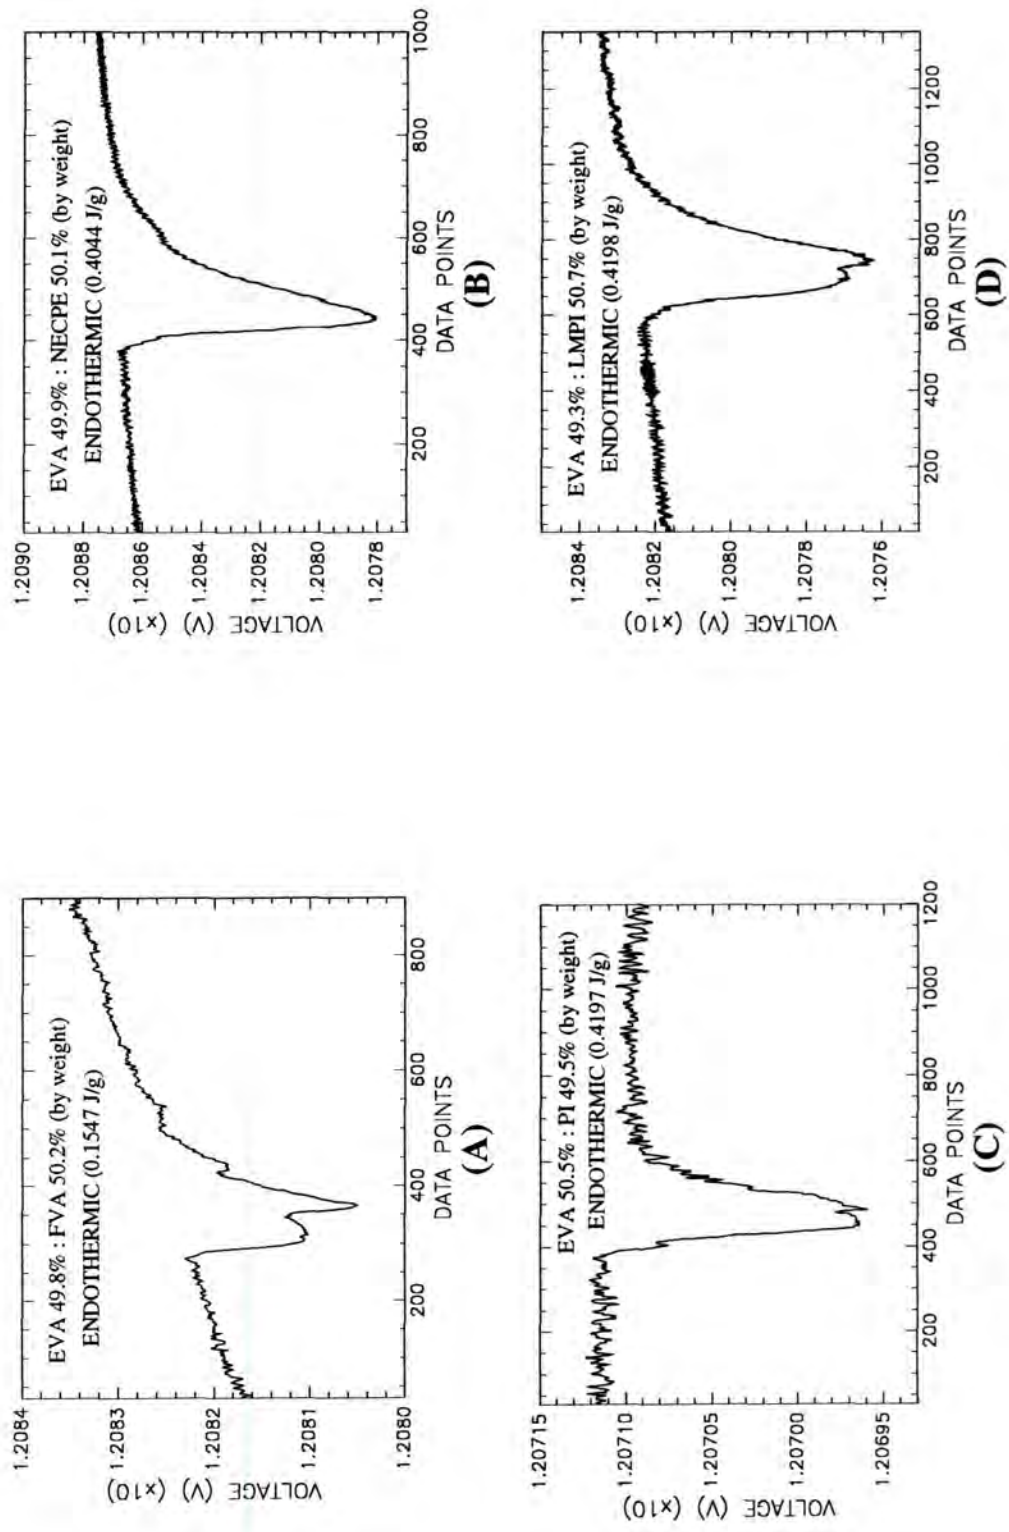 EVA 49.8% : FVA 50.2% (by weight)
ENDOTHERMIC (0.1547 J/g)
VOLTAGE (V) (x10)
1.2084
1.2083
1.2082
1.2081
1.2080
200 400 600 800
DATA POINTS
(A)
EVA 49.9% : NECPE 50.1% (by weight)
ENDOTHERMIC (0.4044 J/g)
VOLTAGE (V) (x10)
1.2090
1.2088
1.2086
1.2084
1.2082
1.2080
1.2078
200 400 600 800 1000
DATA POINTS
(B)
EVA 50.5% : PI 49.5% (by weight)
ENDOTHERMIC (0.4197 J/g)
VOLTAGE (V) (x10)
1.20715
1.20710
1.20705
1.20700
1.20695
200 400 600 800 1000 1200
DATA POINTS
(C)
EVA 49.3% : LMPI 50.7% (by weight)
ENDOTHERMIC (0.4198 J/g)
VOLTAGE (V) (x10)
1.2084
1.2082
1.2080
1.2078
1.2076
200 400 600 800 1000 1200
DATA POINTS
(D)